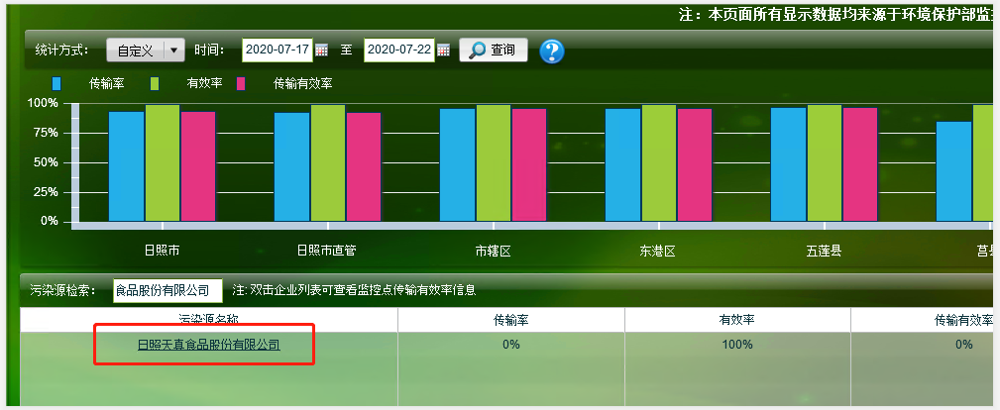 注：本页面所有显示数据均来源于环境保护部监
统计方式： 自定义 时间： 2020-07-17 至 2020-07-22 查询 ?
传输率 有效率 传输有效率
100%
75%
50%
25%
0%
日照市 日照市直管 市辖区 东港区 五莲县 莒县
污染源检索： 食品股份有限公司 注: 双击企业列表可查看监控点传输有效率信息
污染源名称 传输率 有效率 传输有效率
日照天真食品股份有限公司 0% 100% 0%